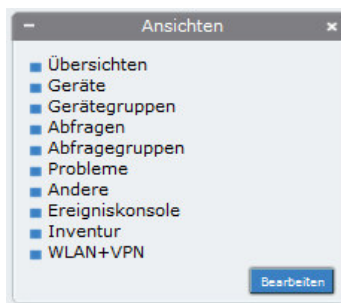 Ansichten
Übersichten
Geräte
Gerätegruppen
Abfragen
Abfragegruppen
Probleme
Andere
Ereigniskonsole
Inventur
WLAN+VPN
Bearbeiten